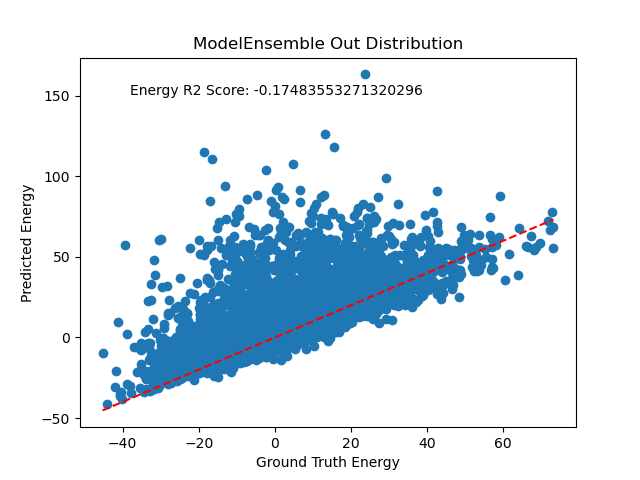 ModelEnsemble Out Distribution
Energy R2 Score: -0.17483553271320296
Predicted Energy
150
100
50
0
−50
−40 −20 0 20 40 60
Ground Truth Energy